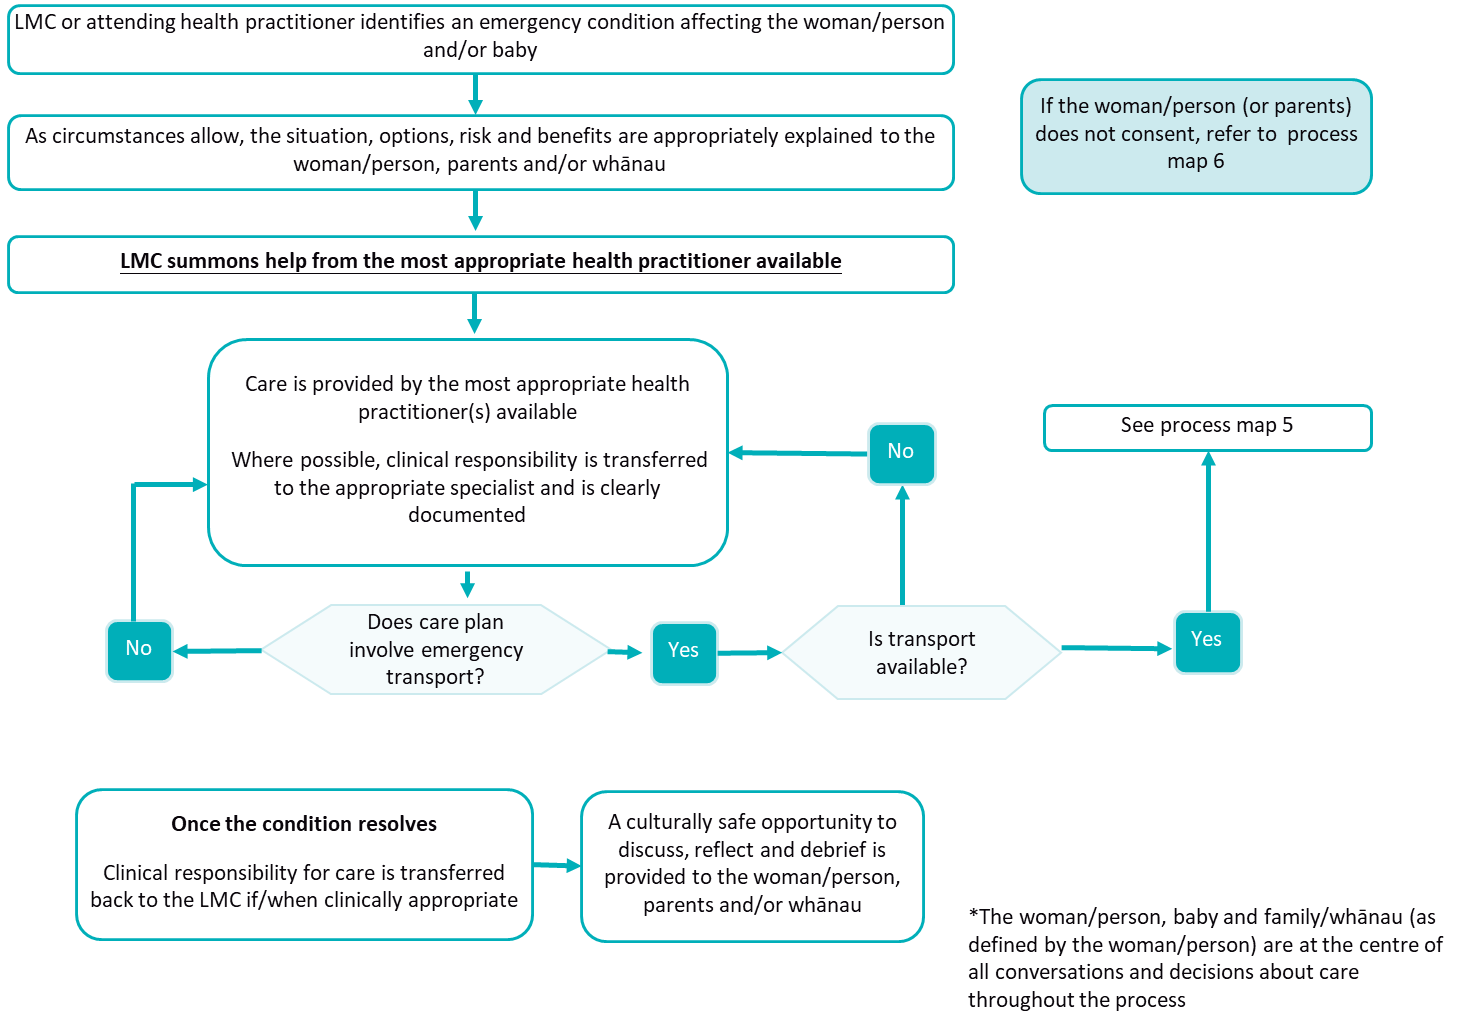 LMC or attending health practitioner identifies an emergency condition affecting the woman/person
and/or baby
If the woman/person (or parents)
does not consent, refer to process
map 6
As circumstances allow, the situation, options, risk and benefits are appropriately explained to the
woman/person, parents and/or whānau
LMC summons help from the most appropriate health practitioner available
Care is provided by the most appropriate health
practitioner(s) available
Where possible, clinical responsibility is transferred
to the appropriate specialist and is clearly
documented
No
See process map 5
No
Does care plan
involve emergency
transport?
Yes
Is transport
available?
Yes
Once the condition resolves
Clinical responsibility for care is transferred
back to the LMC if/when clinically appropriate
A culturally safe opportunity to
discuss, reflect and debrief is
provided to the woman/person,
parents and/or whānau
*The woman/person, baby and family/whānau (as
defined by the woman/person) are at the centre of
all conversations and decisions about care
throughout the process